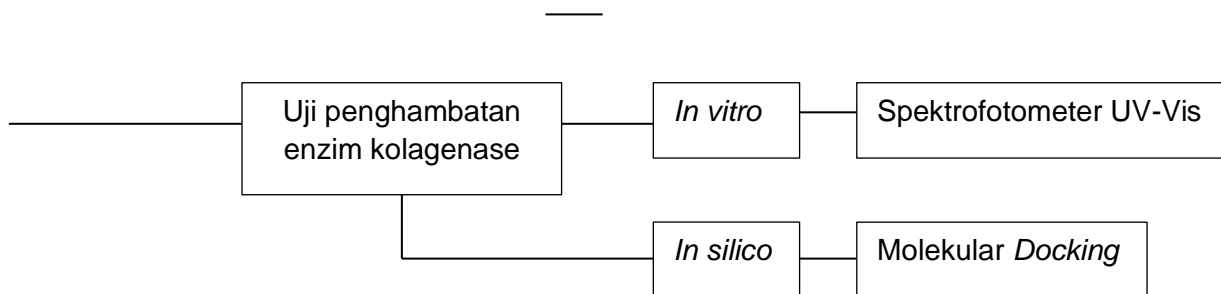 Uji penghambatan
enzim kolagenase
In vitro
Spektrofotometer UV-Vis
In silico
Molekular Docking